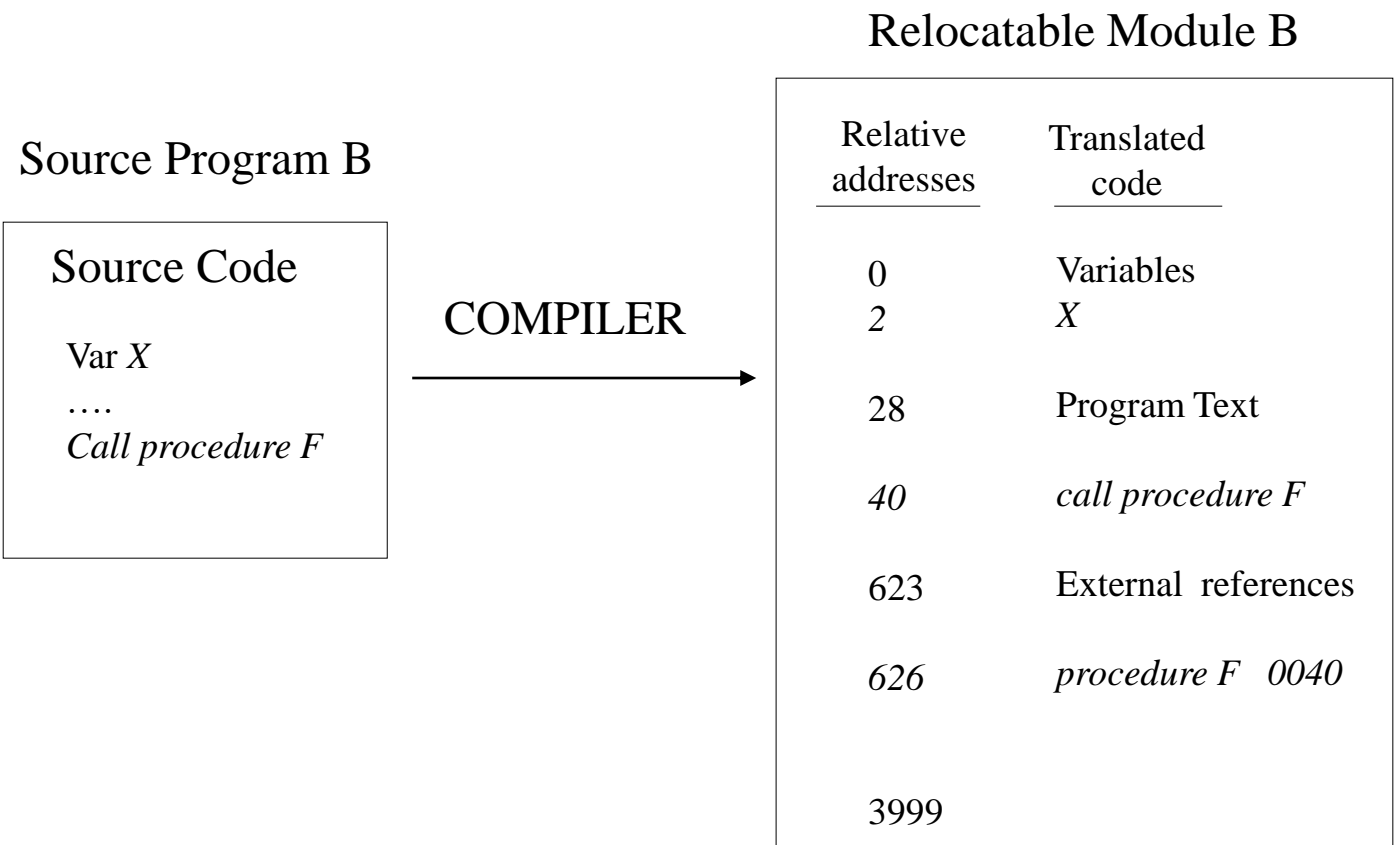 Relocatable Module B
Source Program B
Source Code
Var X
….
Call procedure F
COMPILER
Relative addresses
Translated code
0 Variables
2 X
28 Program Text
40 call procedure F
623 External references
626 procedure F 0040
3999